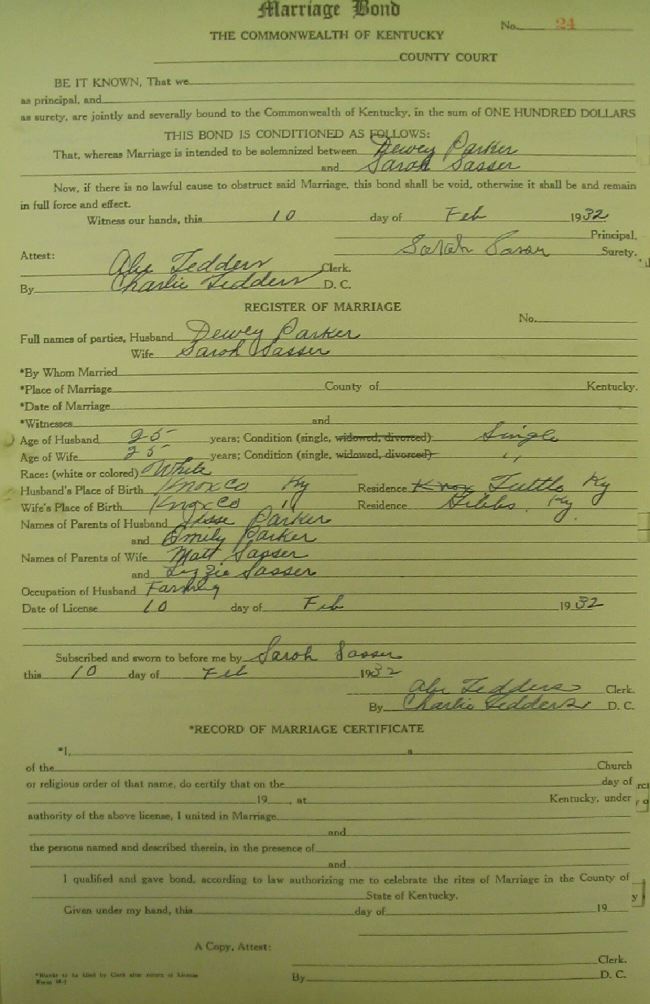 Marriage Bond
No. 24
THE COMMONWEALTH OF KENTUCKY
COUNTY COURT
BE IT KNOWN, That we
as principal, and
as surety, are jointly and severally bound to the Commonwealth of Kentucky, in the sum of ONE HUNDRED DOLLARS
THIS BOND IS CONDITIONED AS FOLLOWS:
That, whereas Marriage is intended to be solemnized between Dewey Parker
and Sarah Sasser
Now, if there is no lawful cause to obstruct said Marriage, this bond shall be void, otherwise it shall be and remain
in full force and effect.
Witness our hands, this 10 day of Feb 1932
Principal,
Sarah Sasser Surety.
Attest:
Abe Tedders Clerk.
By Charlie Tedders D. C.
REGISTER OF MARRIAGE
No.
Full names of parties, Husband Dewey Parker
Wife Sarah Sasser
*By Whom Married
*Place of Marriage County of Kentucky.
*Date of Marriage
*Witnesses and
Age of Husband 25 years; Condition (single, widowed, divorced) Single
Age of Wife 25 years; Condition (single, widowed, divorced) ,,
Race: (white or colored) White
Husband's Place of Birth Knox Co Ky Residence Knox Tuttle Ky
Wife's Place of Birth Knox Co ,, Residence Gibbs Ky
Names of Parents of Husband Jesse Parker
and Emily Parker
Names of Parents of Wife Matt Sasser
and Lizzie Sasser
Occupation of Husband
Date of License 10 day of Feb 1932
Subscribed and sworn to before me by Sarah Sasser
this 10 day of Feb 1932
Abe Tedders Clerk.
By Charlie Tedders D. C.
*RECORD OF MARRIAGE CERTIFICATE
*I, a
of the Church
or religious order of that name, do certify that on the day of
19 , at Kentucky, under
authority of the above license, I united in Marriage
and
the persons named and described therein, in the presence of
and
I qualified and gave bond, according to law authorizing me to celebrate the rites of Marriage in the County of
State of Kentucky.
Given under my hand, this day of 19
A Copy, Attest:
Clerk.
By D. C.
*Blanks to be filled by Clerk after return of License